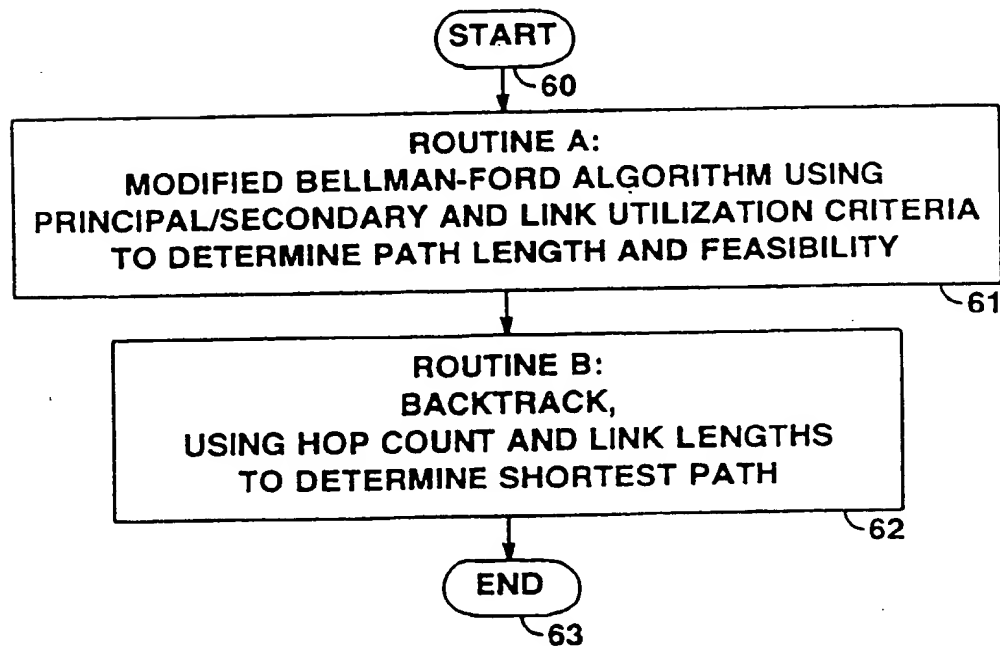 START
60
ROUTINE A:
MODIFIED BELLMAN-FORD ALGORITHM USING
PRINCIPAL/SECONDARY AND LINK UTILIZATION CRITERIA
TO DETERMINE PATH LENGTH AND FEASIBILITY
61
ROUTINE B:
BACKTRACK,
USING HOP COUNT AND LINK LENGTHS
TO DETERMINE SHORTEST PATH
62
END
63